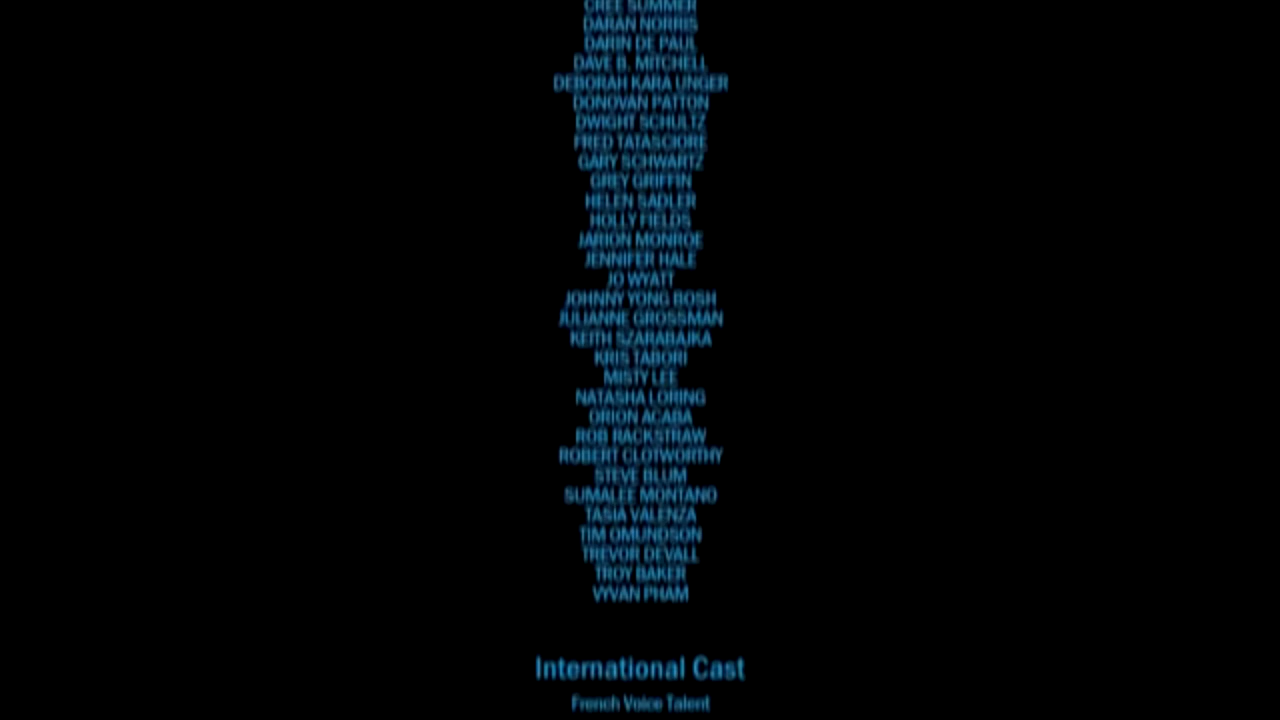 CREE SUMMER
DARAN NORRIS
DARIN DE PAUL
DAVE B. MITCHELL
DEBORAH KARA UNGER
DONOVAN PATTON
DWIGHT SCHULTZ
FRED TATASCIORE
GARY SCHWARTZ
GREY GRIFFIN
HELEN SADLER
HOLLY FIELDS
JARION MONROE
JENNIFER HALE
JO WYATT
JOHNNY YONG BOSH
JULIANNE GROSSMAN
KEITH SZARABAJKA
KRIS TABORI
MISTY LEE
NATASHA LORING
ORION ACABA
ROB RACKSTRAW
ROBERT CLOTWORTHY
STEVE BLUM
SUMALEE MONTANO
TASIA VALENZA
TIM OMUNDSON
TREVOR DEVALL
TROY BAKER
VYVAN PHAM
International Cast
French Voice Talent